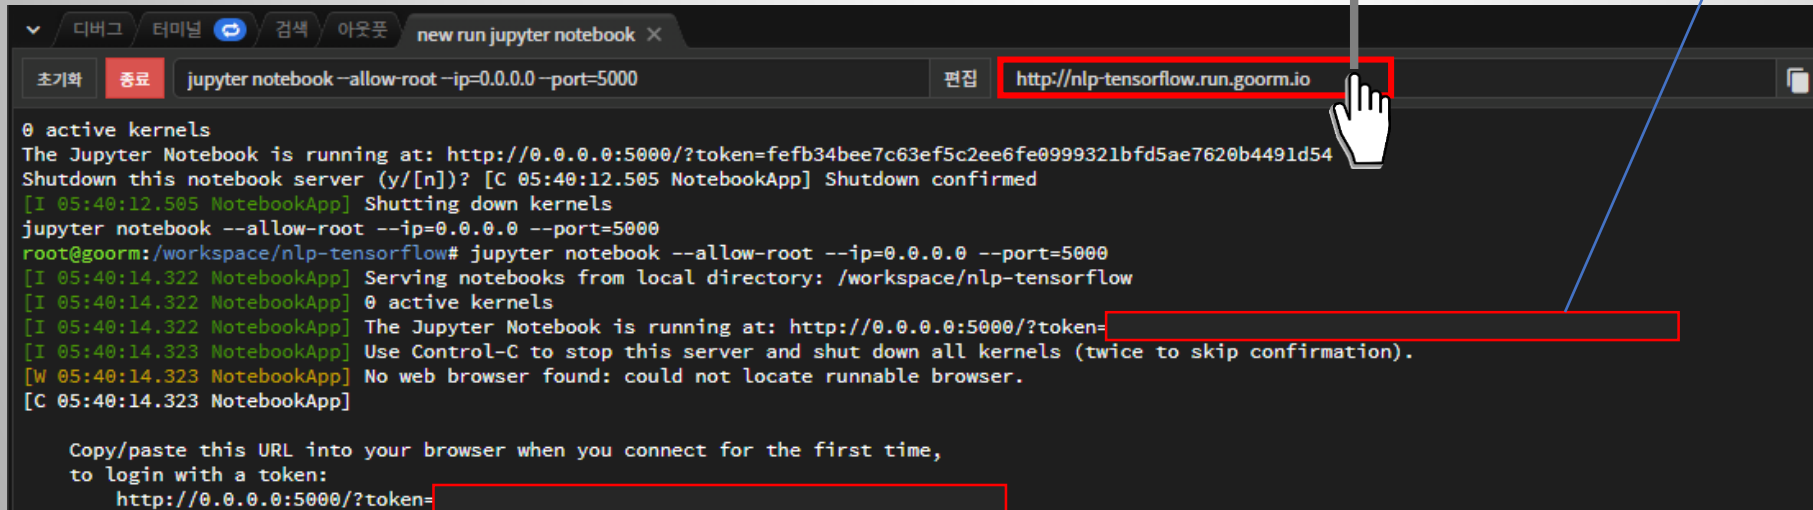 디버그 터미널 검색 아웃풋 new run jupyter notebook
초기화 종료 jupyter notebook --allow-root --ip=0.0.0.0 --port=5000 편집 http://nlp-tensorflow.run.goorm.io
0 active kernels
The Jupyter Notebook is running at: http://0.0.0.0:5000/?token=fefb34bee7c63ef5c2ee6fe0999321bfd5ae7620b4491d54
Shutdown this notebook server (y/[n])? [C 05:40:12.505 NotebookApp] Shutdown confirmed
[I 05:40:12.505 NotebookApp] Shutting down kernels
jupyter notebook --allow-root --ip=0.0.0.0 --port=5000
root@goorm:/workspace/nlp-tensorflow# jupyter notebook --allow-root --ip=0.0.0.0 --port=5000
[I 05:40:14.322 NotebookApp] Serving notebooks from local directory: /workspace/nlp-tensorflow
[I 05:40:14.322 NotebookApp] 0 active kernels
[I 05:40:14.322 NotebookApp] The Jupyter Notebook is running at: http://0.0.0.0:5000/?token=
[I 05:40:14.323 NotebookApp] Use Control-C to stop this server and shut down all kernels (twice to skip confirmation).
[W 05:40:14.323 NotebookApp] No web browser found: could not locate runnable browser.
[C 05:40:14.323 NotebookApp]
Copy/paste this URL into your browser when you connect for the first time,
to login with a token:
http://0.0.0.0:5000/?token=